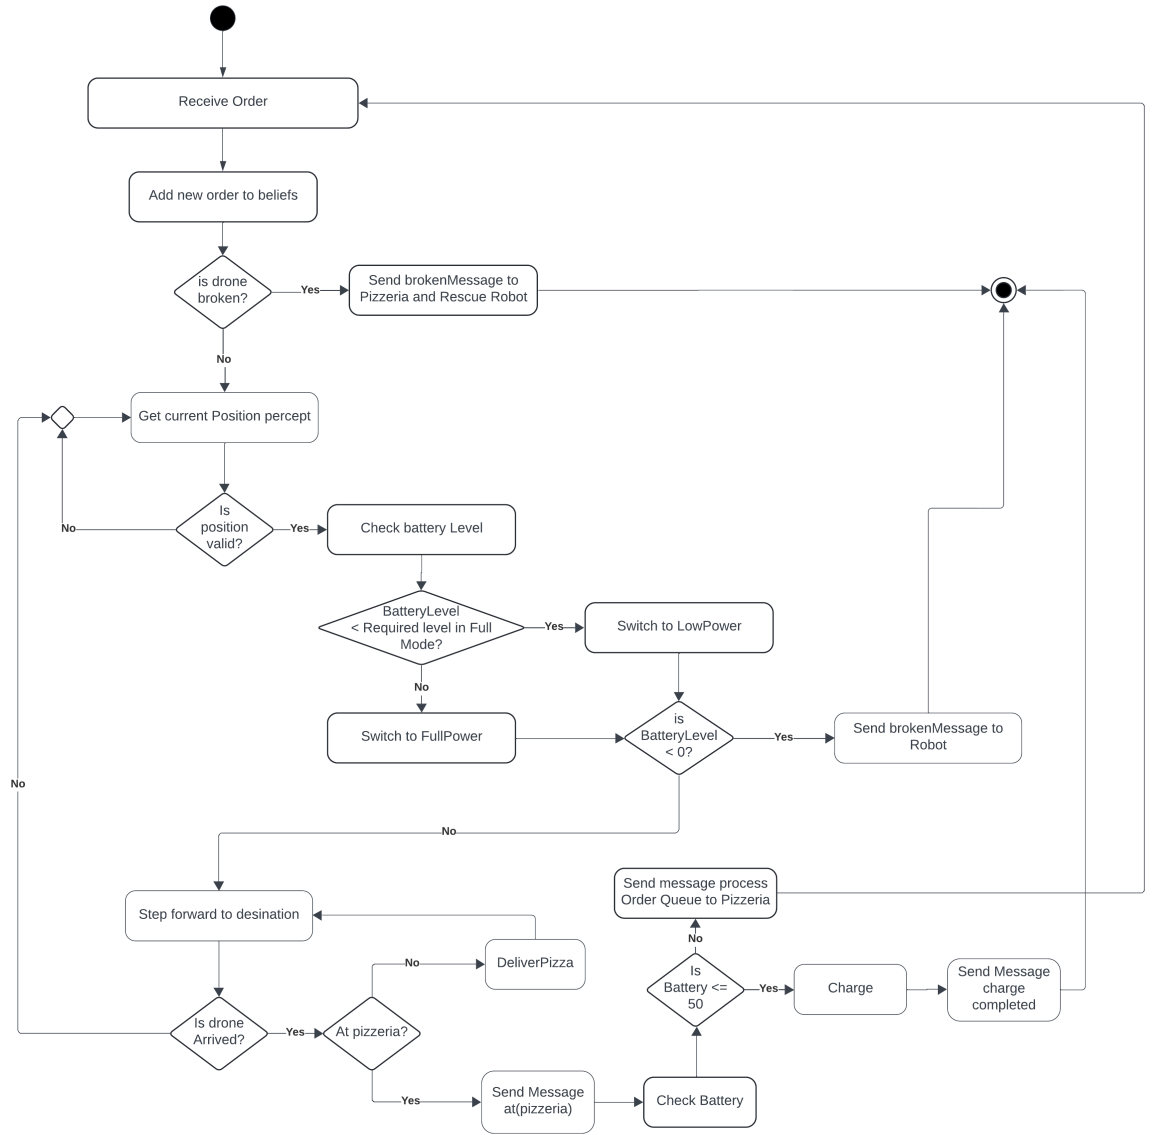 Receive Order
Add new order to beliefs
is drone
broken?
Yes
Send brokenMessage to
Pizzeria and Rescue Robot
No
Get current Position percept
Is
position
valid?
No
Yes
Check battery Level
BatteryLevel
< Required level in Full
Mode?
Yes
Switch to LowPower
No
Switch to FullPower
is
BatteryLevel
< 0?
Yes
Send brokenMessage to
Robot
No
No
Step forward to desination
Send message process
Order Queue to Pizzeria
No
DeliverPizza
No
Is
Battery <=
50
Yes
Charge
Send Message
charge
completed
Is drone
Arrived?
Yes
At pizzeria?
Yes
Send Message
at(pizzeria)
Check Battery